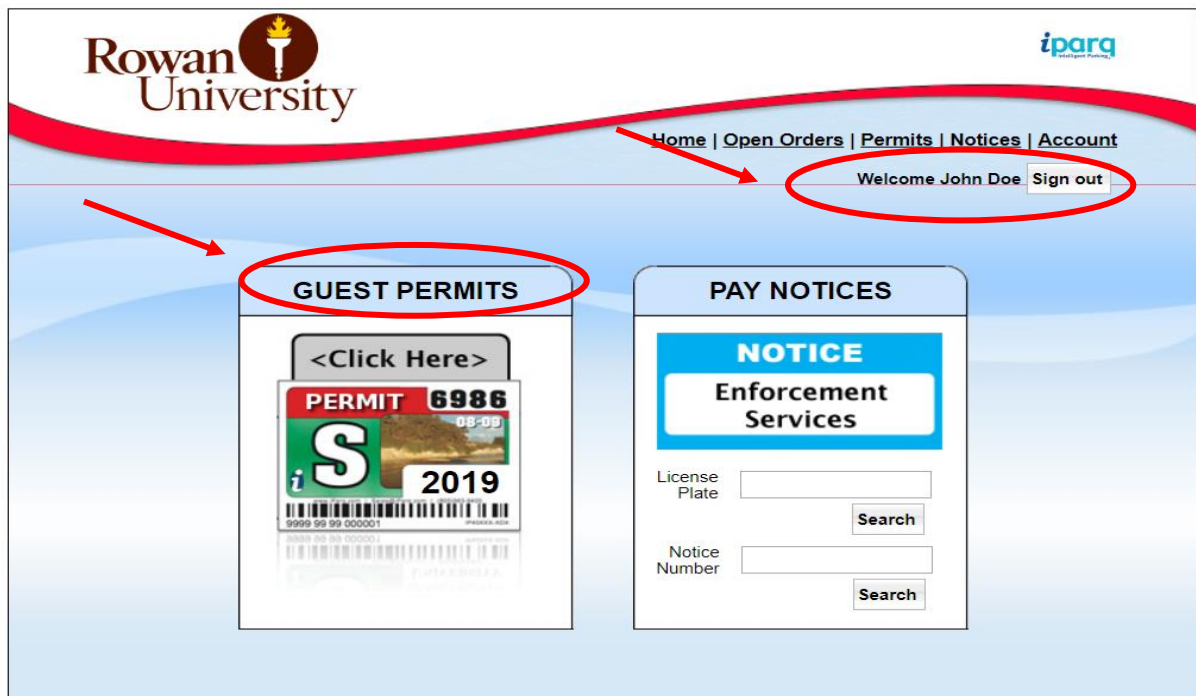 Rowan
University
iparq
Home | Open Orders | Permits | Notices | Account
Welcome John Doe Sign out
GUEST PERMITS
<Click Here>
PERMIT 6986
08-09
S
i
2019
9999 99 99 000001
PAY NOTICES
NOTICE
Enforcement
Services
License
Plate
Search
Notice
Number
Search